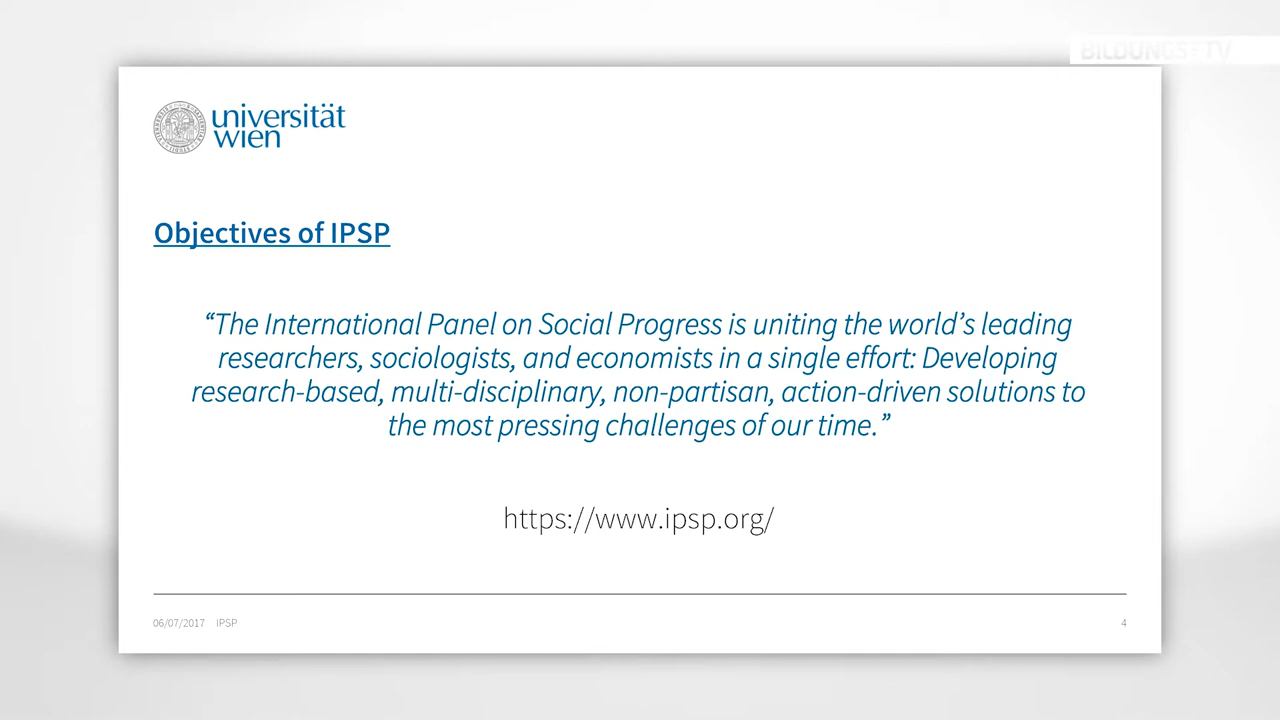 BILDUNGS-TV
universität
wien
Objectives of IPSP
“The International Panel on Social Progress is uniting the world’s leading
researchers, sociologists, and economists in a single effort: Developing
research-based, multi-disciplinary, non-partisan, action-driven solutions to
the most pressing challenges of our time.”
https://www.ipsp.org/
06/07/2017 IPSP 4